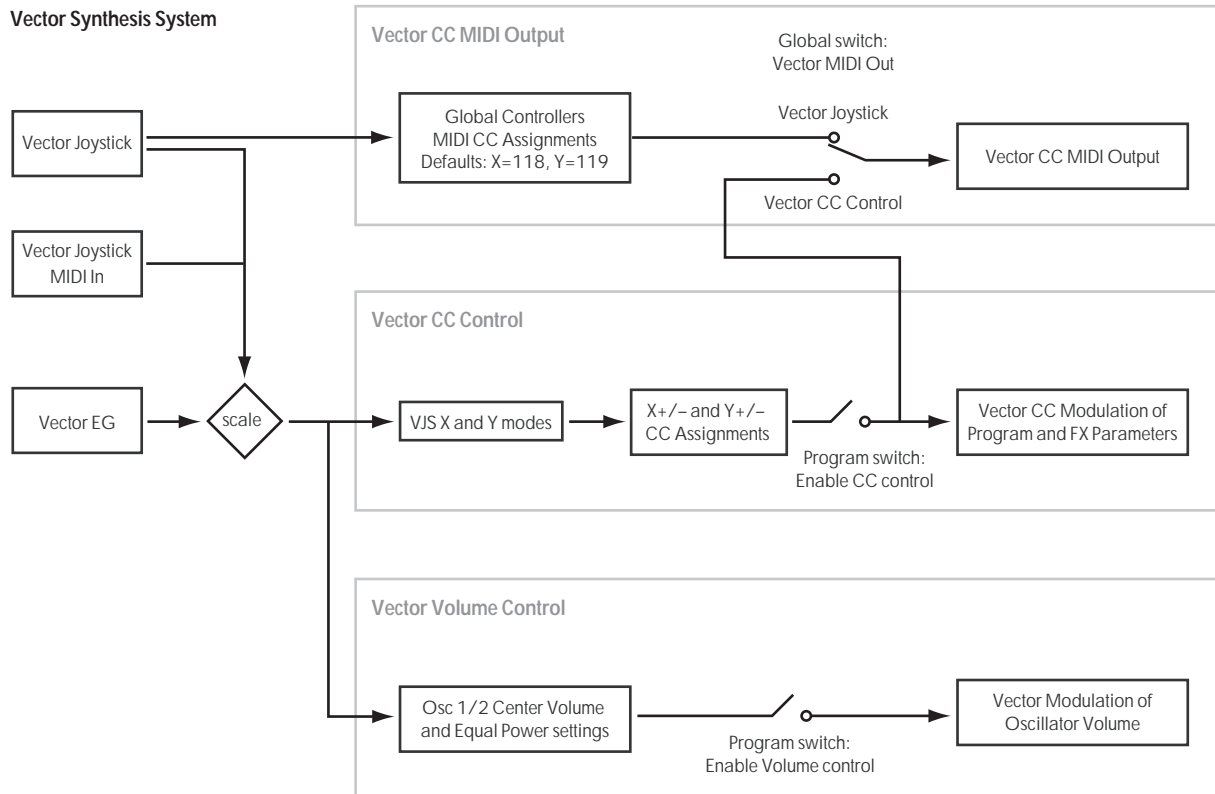 Vector Synthesis System
Vector CC MIDI Output
Global switch:
Vector MIDI Out
Vector Joystick
Global Controllers
MIDI CC Assignments
Defaults: X=118, Y=119
Vector Joystick
Vector CC MIDI Output
Vector CC Control
Vector Joystick
MIDI In
Vector CC Control
Vector EG
scale
VJS X and Y modes
X+/– and Y+/–
CC Assignments
Program switch:
Enable CC control
Vector CC Modulation of
Program and FX Parameters
Vector Volume Control
Osc 1/2 Center Volume
and Equal Power settings
Program switch:
Enable Volume control
Vector Modulation of
Oscillator Volume